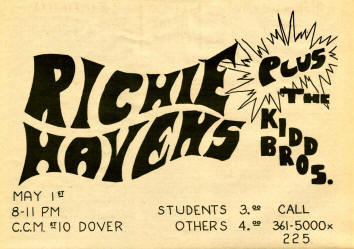 RICHIE
HAVENS
PLUS
THE
KIDD
BROS.
MAY 1ST
8-11 PM
C.C.M. RT 10 DOVER
STUDENTS 3.00
OTHERS 4.00
CALL
361-5000x
225